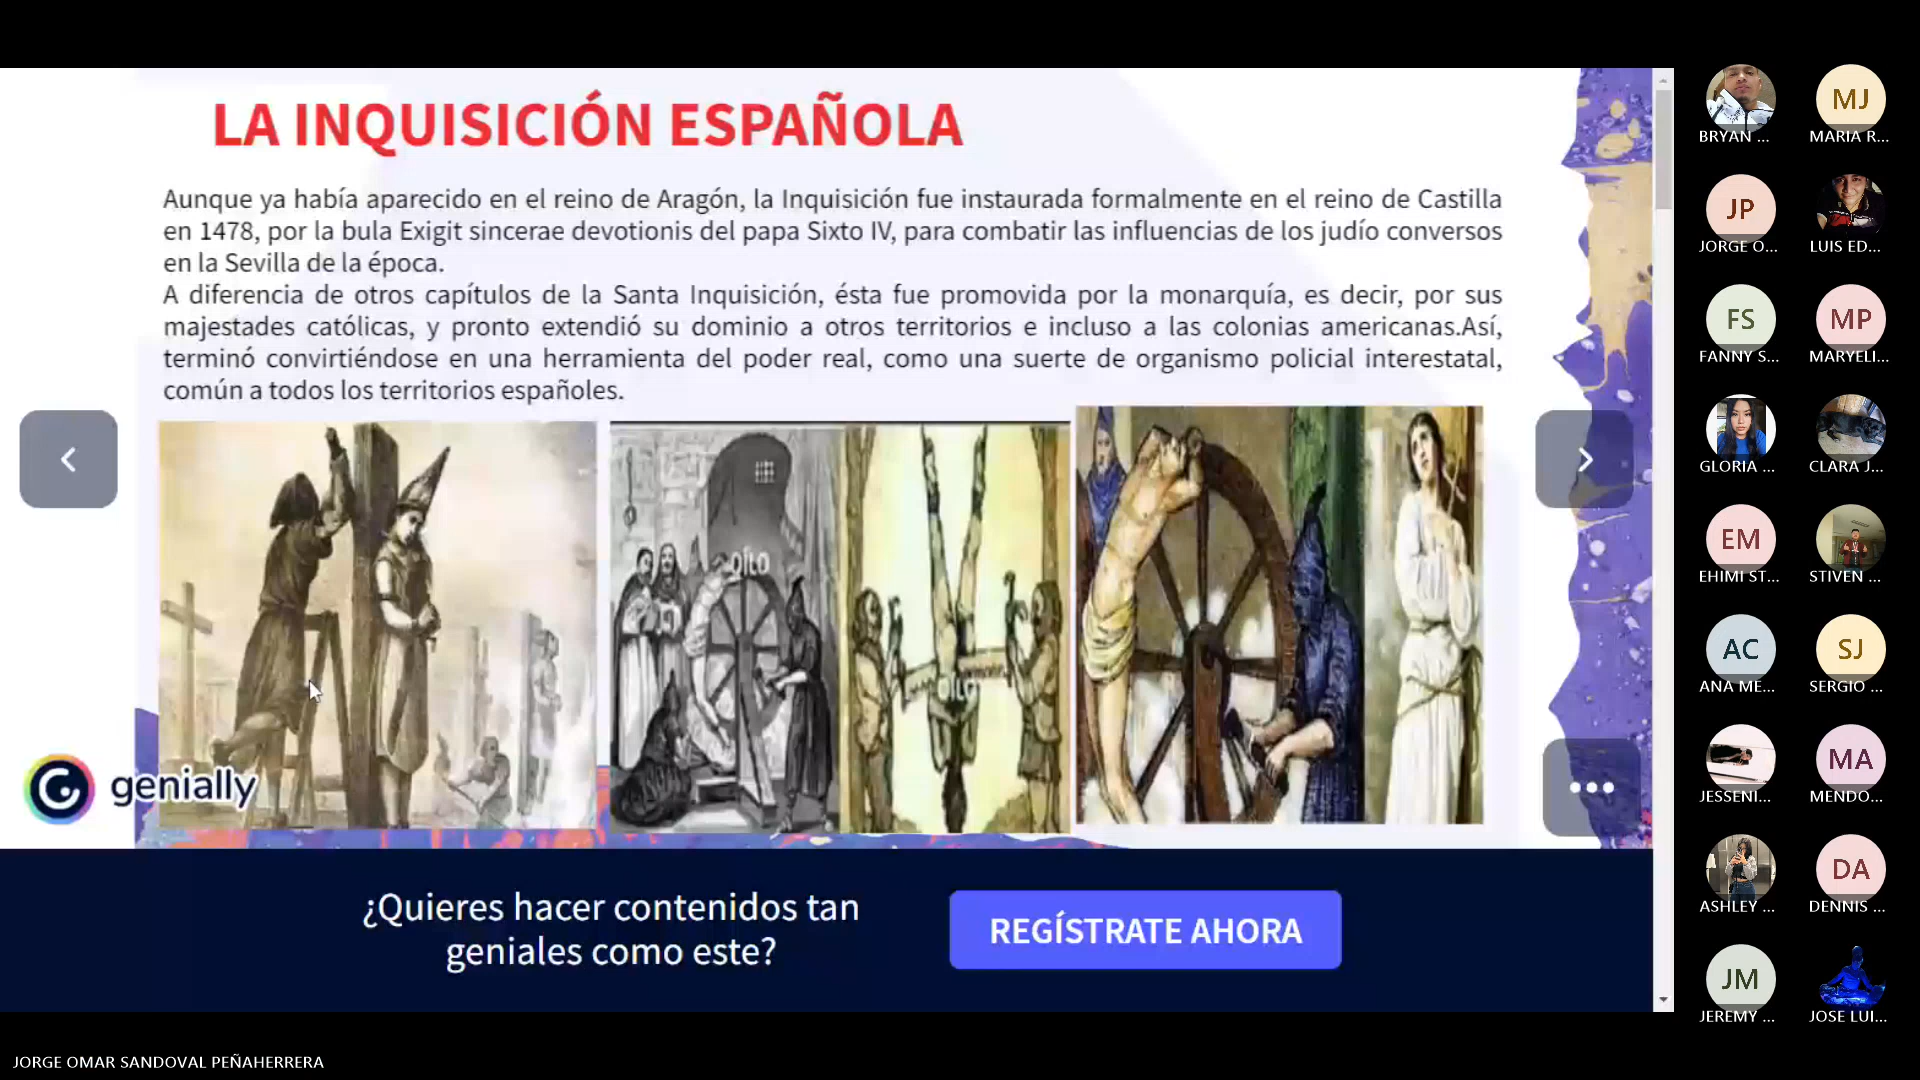 LA INQUISICIÓN ESPAÑOLA
Aunque ya había aparecido en el reino de Aragón, la Inquisición fue instaurada formalmente en el reino de Castilla
en 1478, por la bula Exigit sincerae devotionis del papa Sixto IV, para combatir las influencias de los judío conversos
en la Sevilla de la época.
A diferencia de otros capítulos de la Santa Inquisición, ésta fue promovida por la monarquía, es decir, por sus
majestades católicas, y pronto extendió su dominio a otros territorios e incluso a las colonias americanas.Así,
terminó convirtiéndose en una herramienta del poder real, como una suerte de organismo policial interestatal,
común a todos los territorios españoles.
oito
oito
genially
¿Quieres hacer contenidos tan
geniales como este?
REGÍSTRATE AHORA
BRYAN ...
MJ
MARIA R...
JP
JORGE O...
LUIS ED...
FS
FANNY S...
MP
MARYELI...
GLORIA ...
CLARA J...
EM
EHIMI ST...
STIVEN ...
AC
ANA ME...
SJ
SERGIO ...
JESSENI...
MA
MENDO...
ASHLEY ...
DA
DENNIS ...
JM
JEREMY ...
JOSE LUI...
JORGE OMAR SANDOVAL PEÑAHERRERA